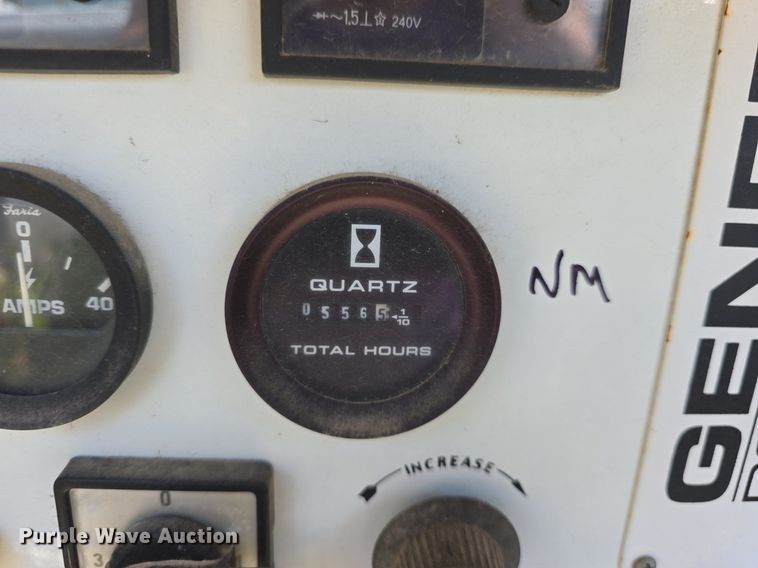 1.5 240V
Faria
0
AMPS 40
QUARTZ
05565 1/10
TOTAL HOURS
NM
INCREASE
0
3
Purple Wave Auction